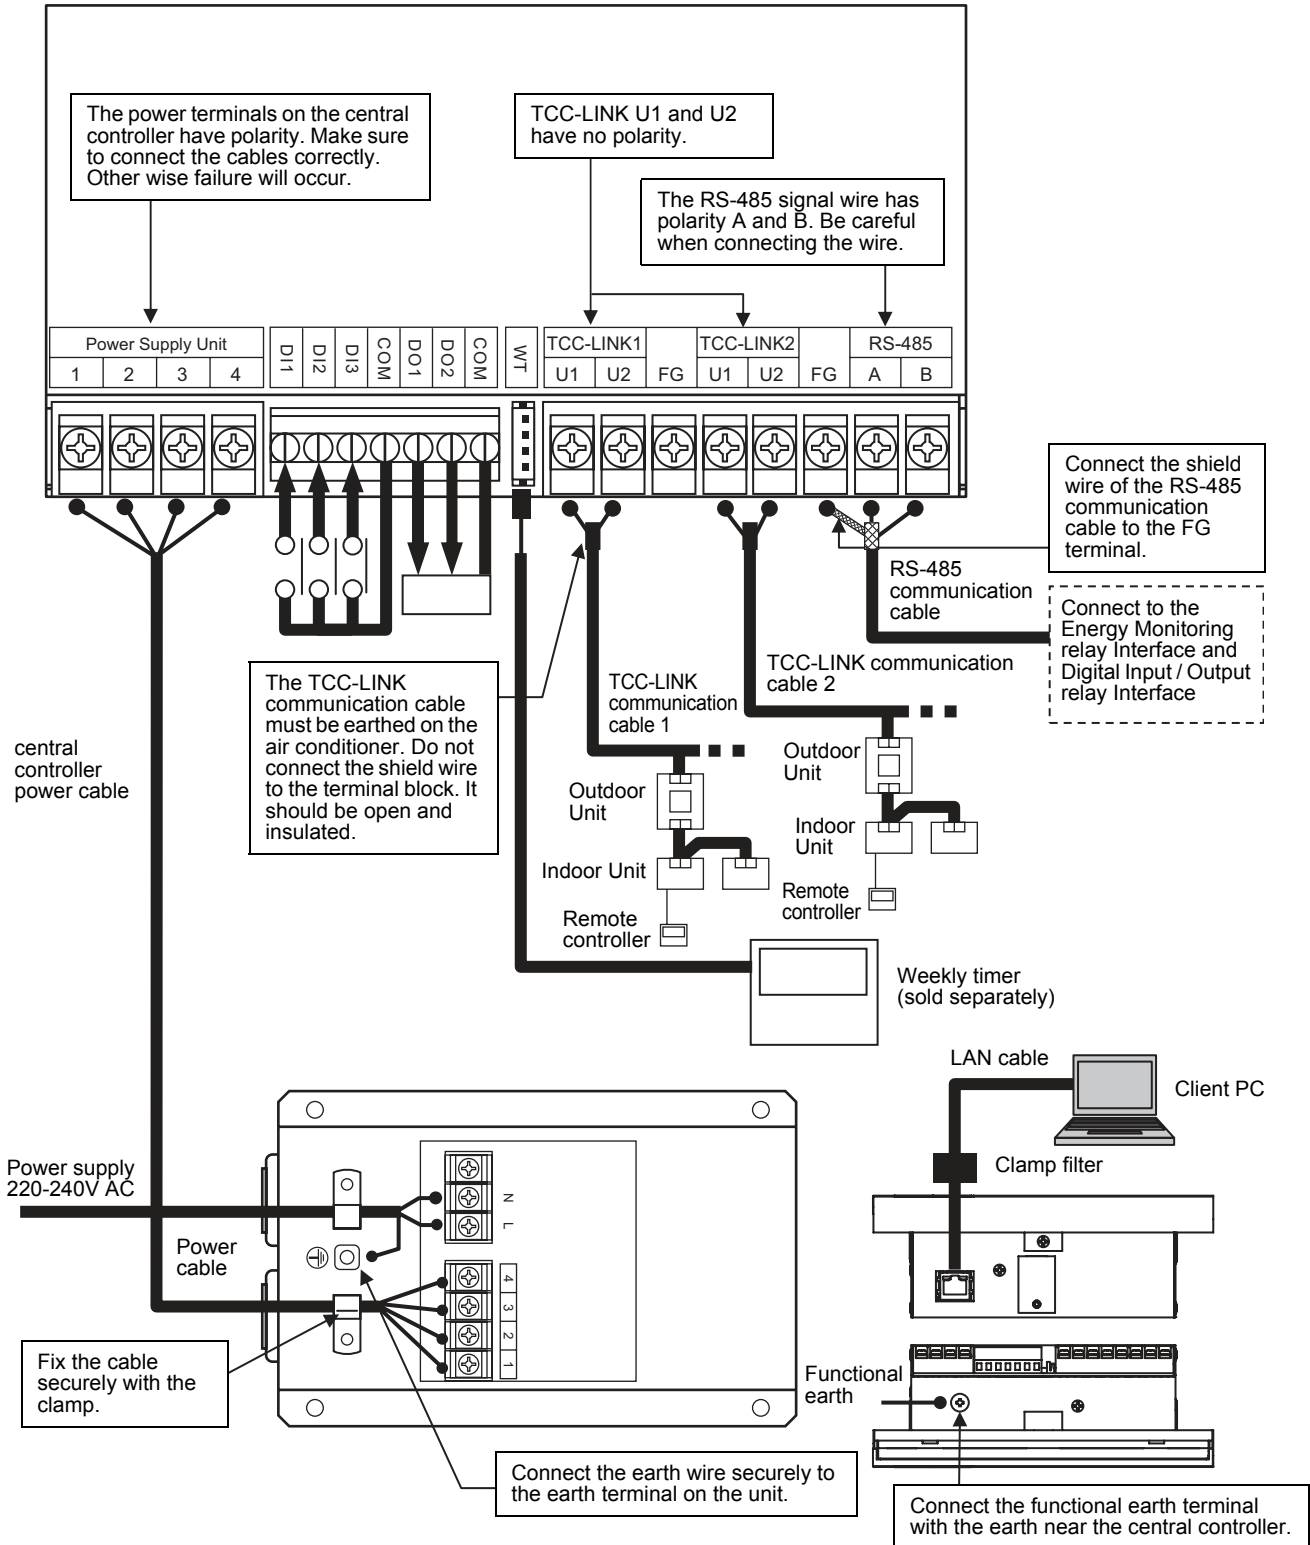 The power terminals on the central
controller have polarity. Make sure
to connect the cables correctly.
Other wise failure will occur.
TCC-LINK U1 and U2
have no polarity.
The RS-485 signal wire has
polarity A and B. Be careful
when connecting the wire.
Power Supply Unit
1 2 3 4
DI1 DI2 DI3 COM DO1 DO2 COM
WT
TCC-LINK1 TCC-LINK2 RS-485
U1 U2 FG U1 U2 FG A B
Connect the shield
wire of the RS-485
communication
cable to the FG
terminal.
RS-485
communication
cable
Connect to the
Energy Monitoring
relay Interface and
Digital Input / Output
relay Interface
The TCC-LINK
communication cable
must be earthed on the
air conditioner. Do not
connect the shield wire
to the terminal block. It
should be open and
insulated.
TCC-LINK
communication
cable 1
TCC-LINK communication
cable 2
central
controller
power cable
Outdoor
Unit
Indoor Unit
Remote
controller
Outdoor
Unit
Indoor
Unit
Remote
controller
Weekly timer
(sold separately)
LAN cable
Client PC
Clamp filter
Power supply
220-240V AC
Power
cable
N
L
4
3
2
1
Fix the cable
securely with the
clamp.
Functional
earth
Connect the earth wire securely to
the earth terminal on the unit.
Connect the functional earth terminal
with the earth near the central controller.